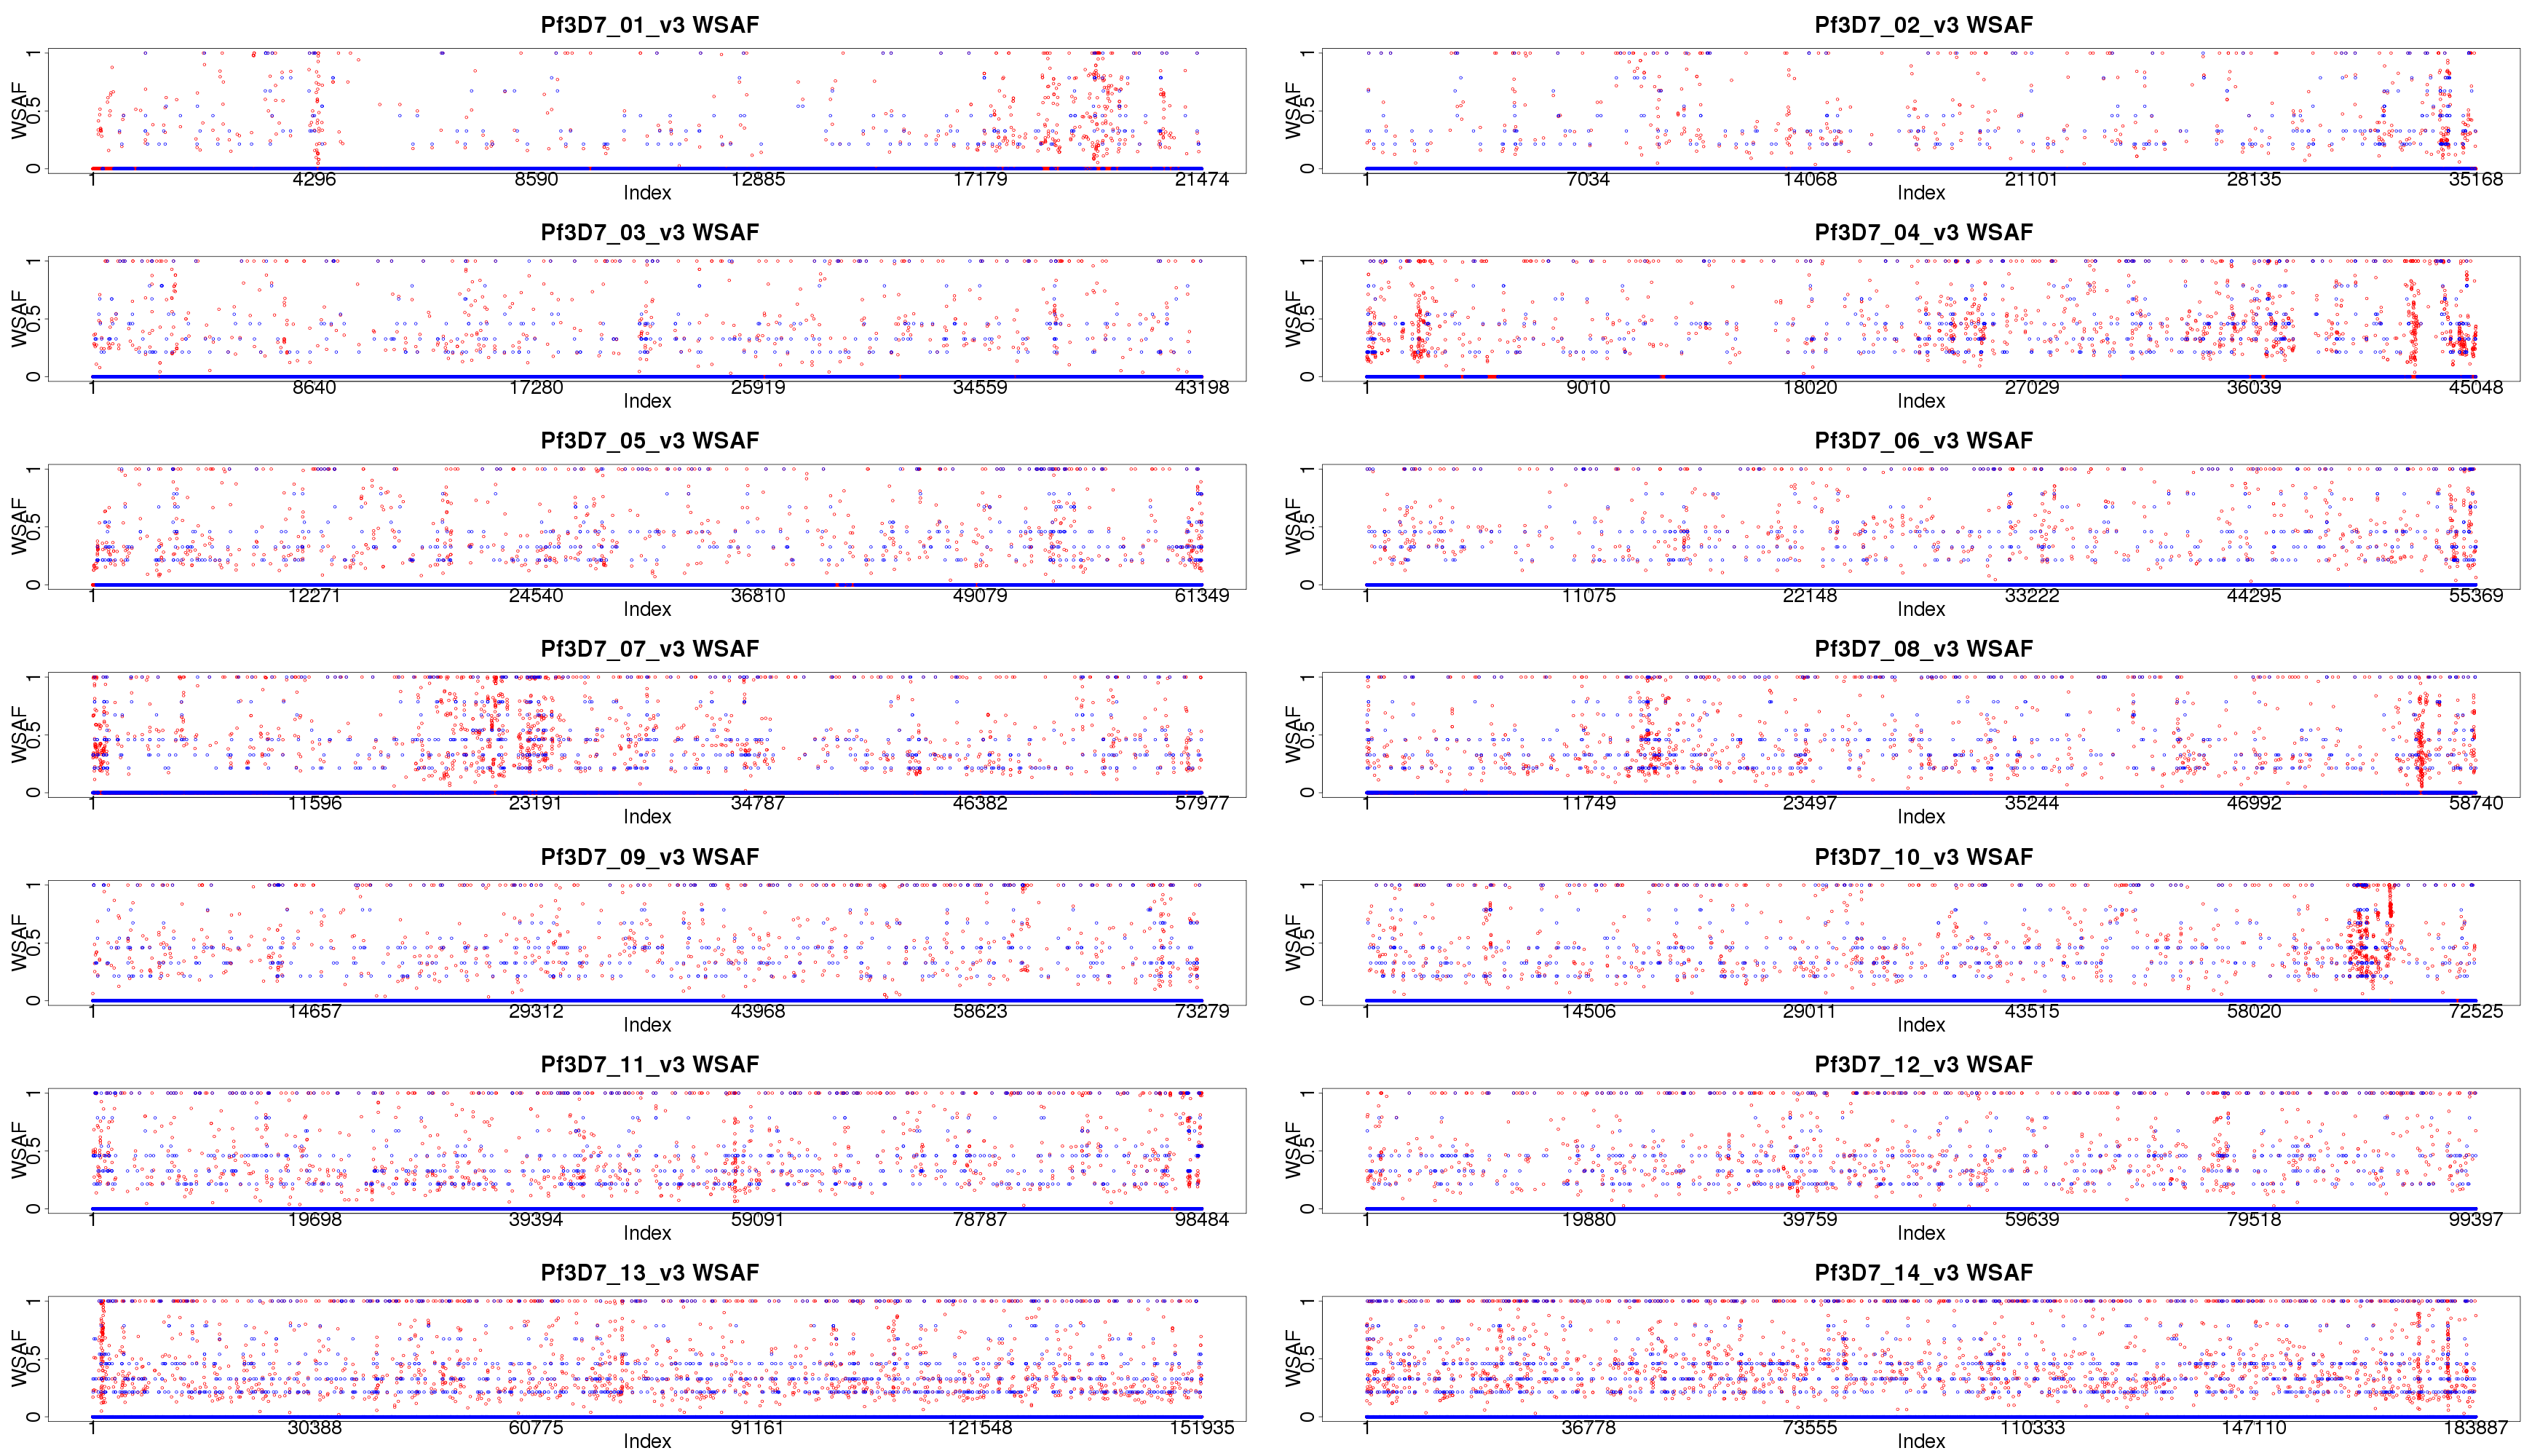 Pf3D7_01_v3 WSAF
WSAF
1
0.5
0
1 4296 8590 12885 17179 21474
Index
Pf3D7_02_v3 WSAF
WSAF
1
0.5
0
1 7034 14068 21101 28135 35168
Index
Pf3D7_03_v3 WSAF
WSAF
1
0.5
0
1 8640 17280 25919 34559 43198
Index
Pf3D7_04_v3 WSAF
WSAF
1
0.5
0
1 9010 18020 27029 36039 45048
Index
Pf3D7_05_v3 WSAF
WSAF
1
0.5
0
1 12271 24540 36810 49079 61349
Index
Pf3D7_06_v3 WSAF
WSAF
1
0.5
0
1 11075 22148 33222 44295 55369
Index
Pf3D7_07_v3 WSAF
WSAF
1
0.5
0
1 11596 23191 34787 46382 57977
Index
Pf3D7_08_v3 WSAF
WSAF
1
0.5
0
1 11749 23497 35244 46992 58740
Index
Pf3D7_09_v3 WSAF
WSAF
1
0.5
0
1 14657 29312 43968 58623 73279
Index
Pf3D7_10_v3 WSAF
WSAF
1
0.5
0
1 14506 29011 43515 58020 72525
Index
Pf3D7_11_v3 WSAF
WSAF
1
0.5
0
1 19698 39394 59091 78787 98484
Index
Pf3D7_12_v3 WSAF
WSAF
1
0.5
0
1 19880 39759 59639 79518 99397
Index
Pf3D7_13_v3 WSAF
WSAF
1
0.5
0
1 30388 60775 91161 121548 151935
Index
Pf3D7_14_v3 WSAF
WSAF
1
0.5
0
1 36778 73555 110333 147110 183887
Index